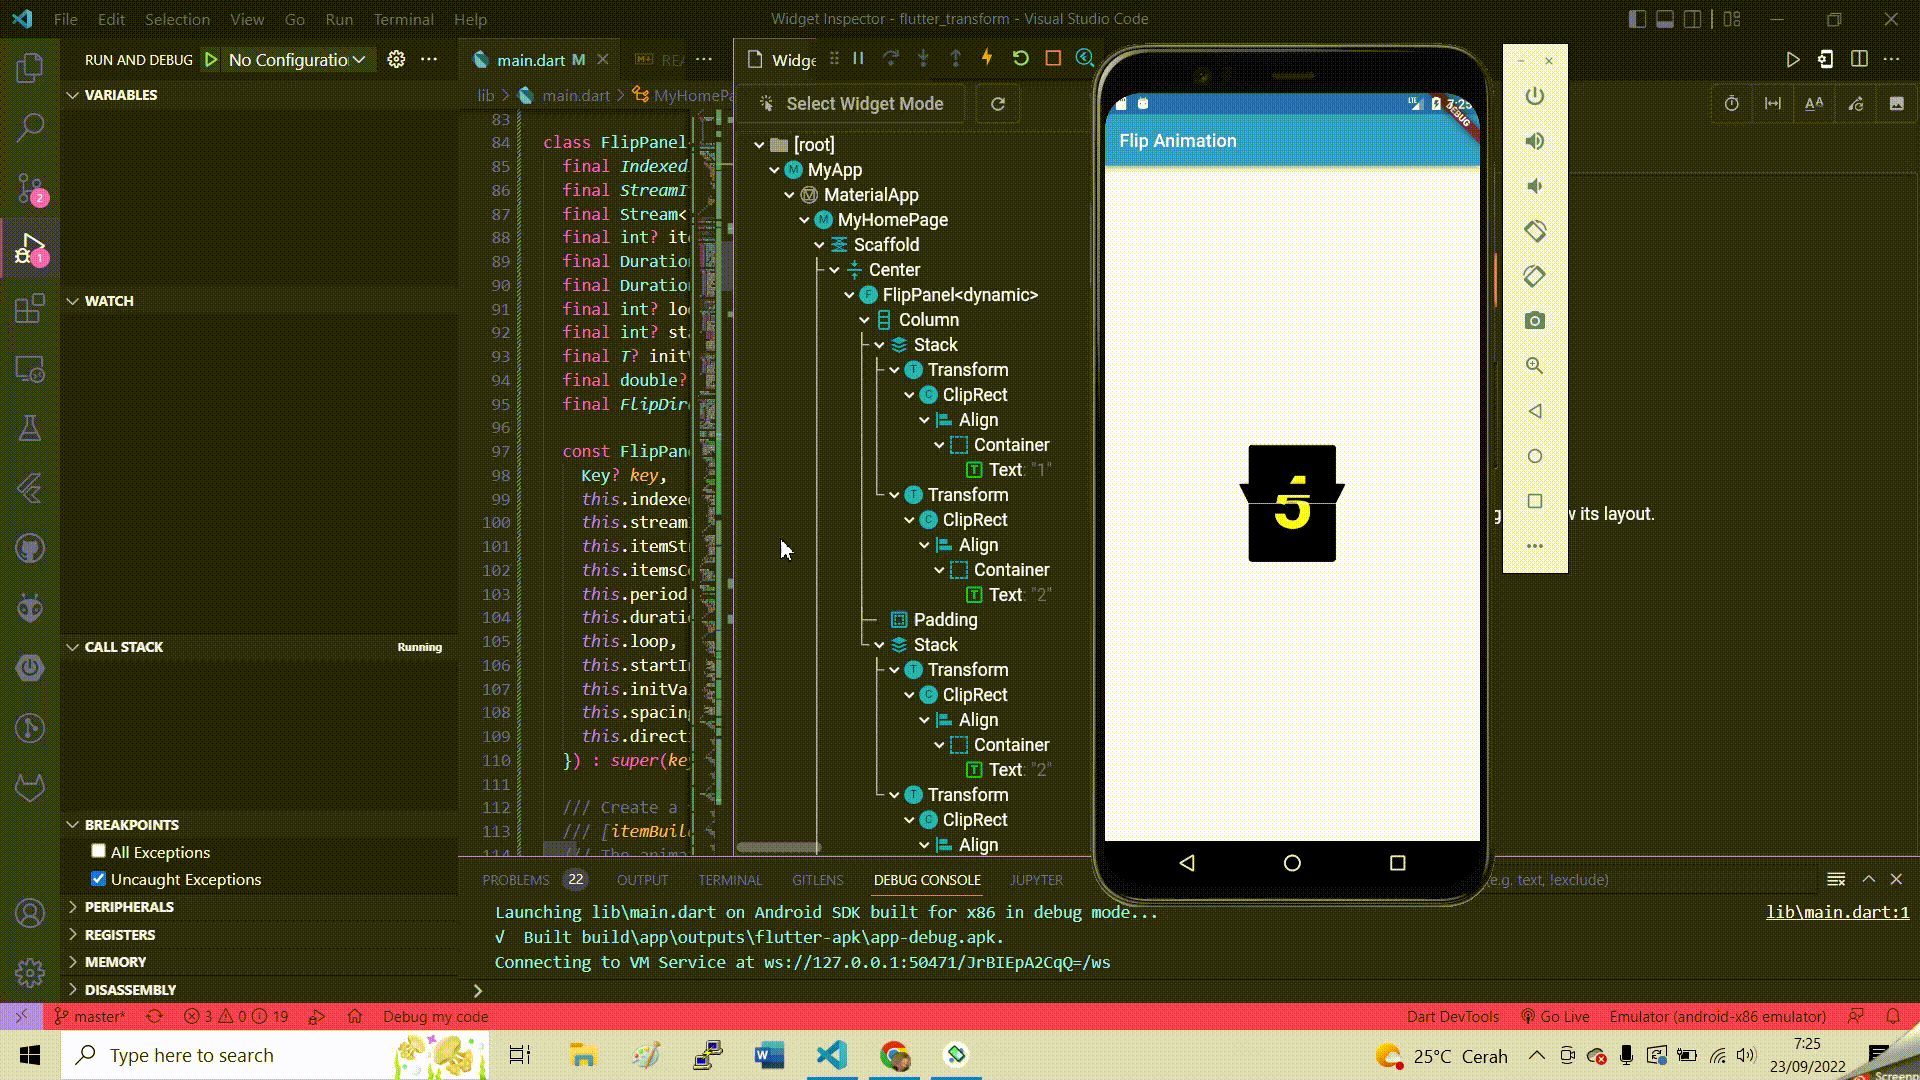 File Edit Selection View Go Run Terminal Help
Widget Inspector - flutter_transform - Visual Studio Code
RUN AND DEBUG
No Configuratio
main.dart M
Widge
lib > main.dart > MyHomePa
VARIABLES
WATCH
CALL STACK
Running
BREAKPOINTS
All Exceptions
Uncaught Exceptions
PERIPHERALS
REGISTERS
MEMORY
DISASSEMBLY
2
1
83
84 class FlipPanel
85 final Indexed
86 final StreamI
87 final Stream<
88 final int? it
89 final Duratio
90 final Duratio
91 final int? lo
92 final int? st
93 final T? init
94 final double?
95 final FlipDir
96
97 const FlipPan
98 Key? key,
99 this.indexe
100 this.stream
101 this.itemSt
102 this.itemsC
103 this.period
104 this.durati
105 this.loop,
106 this.startI
107 this.initVa
108 this.spacin
109 this.direct
110 }) : super(ke
111
112 /// Create a
113 /// [itemBuil
114 /// The anima
Select Widget Mode
[root]
MyApp
MaterialApp
MyHomePage
Scaffold
Center
FlipPanel<dynamic>
Column
Stack
Transform
ClipRect
Align
Container
Text: "1"
Transform
ClipRect
Align
Container
Text: "2"
Padding
Stack
Transform
ClipRect
Align
Container
Text: "2"
Transform
ClipRect
Align
LTE 7:25
DEBUG
Flip Animation
5
w its layout.
PROBLEMS 22 OUTPUT TERMINAL GITLENS DEBUG CONSOLE JUPYTER
(e.g. text, !exclude)
Launching lib\main.dart on Android SDK built for x86 in debug mode...
lib\main.dart:1
√ Built build\app\outputs\flutter-apk\app-debug.apk.
Connecting to VM Service at ws://127.0.0.1:50471/JrBIEpA2CqQ=/ws
master* 3 0 19 Debug my code
Dart DevTools Go Live Emulator (android-x86 emulator)
Type here to search
25°C Cerah
7:25
23/09/2022